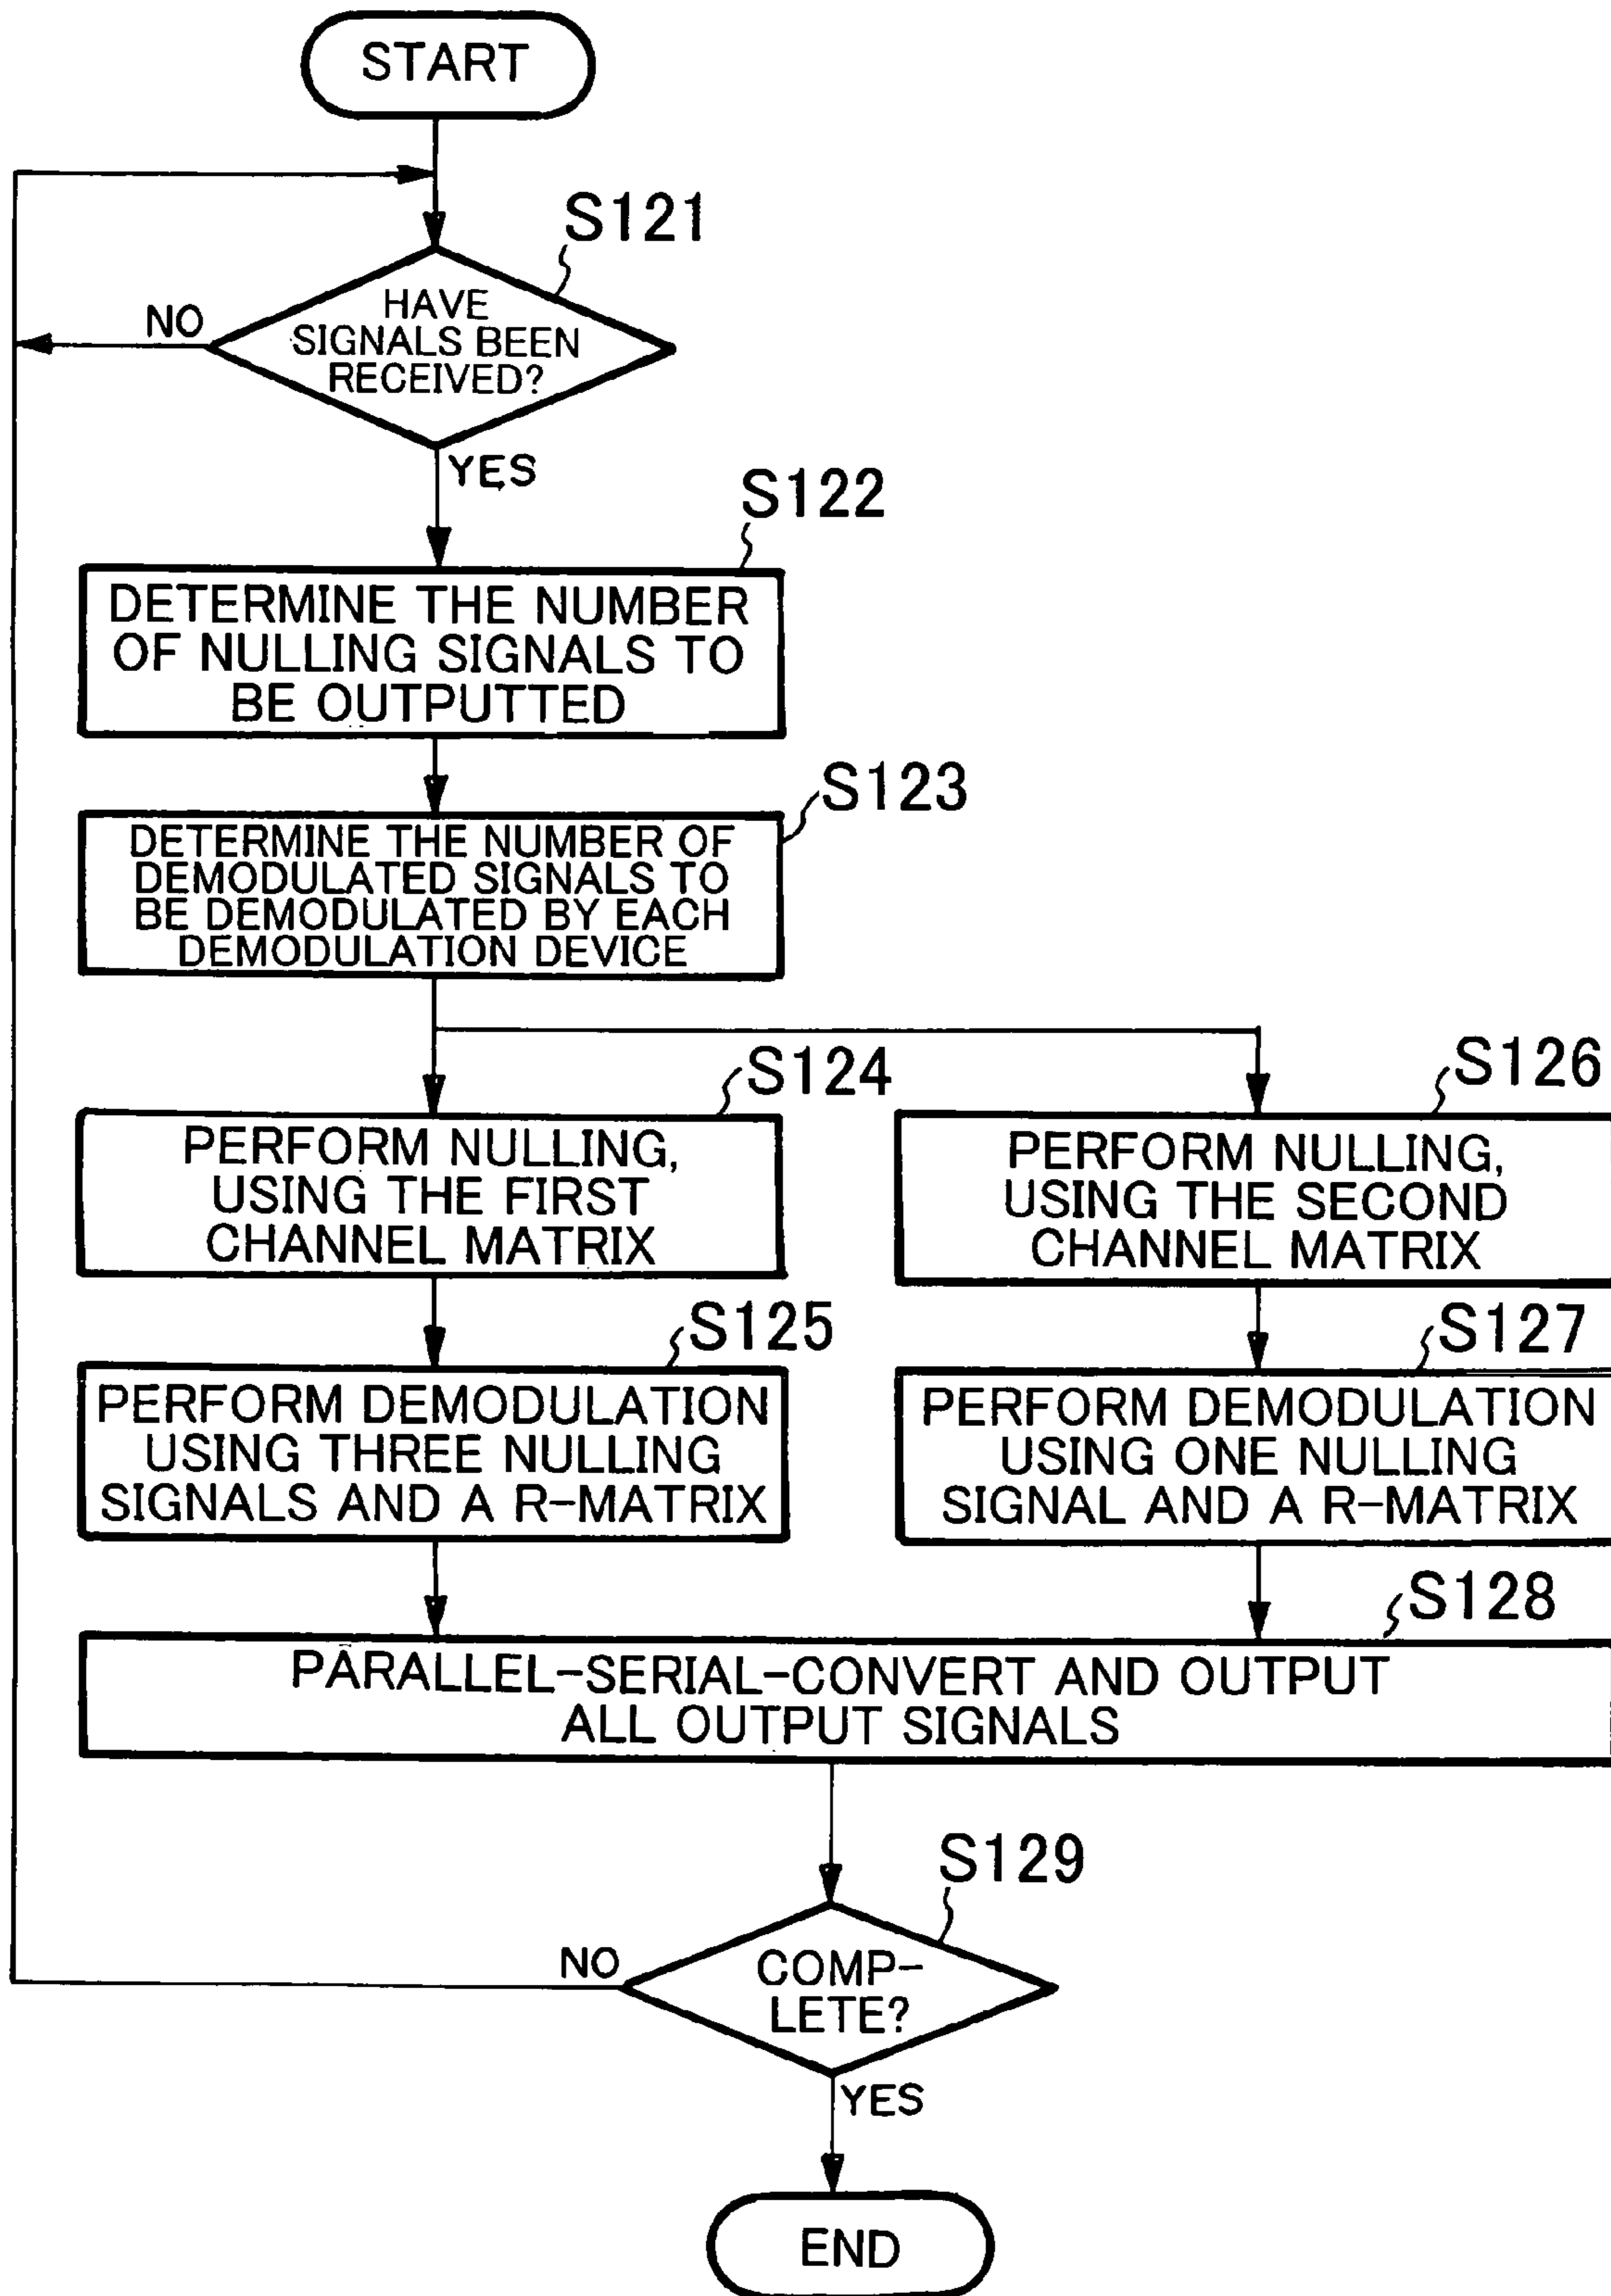 START
S121
HAVE
SIGNALS BEEN
RECEIVED?
NO
YES
S122
DETERMINE THE NUMBER
OF NULLING SIGNALS TO
BE OUTPUTTED
S123
DETERMINE THE NUMBER OF
DEMODULATED SIGNALS TO
BE DEMODULATED BY EACH
DEMODULATION DEVICE
S124
PERFORM NULLING,
USING THE FIRST
CHANNEL MATRIX
S126
PERFORM NULLING,
USING THE SECOND
CHANNEL MATRIX
S125
PERFORM DEMODULATION
USING THREE NULLING
SIGNALS AND A R-MATRIX
S127
PERFORM DEMODULATION
USING ONE NULLING
SIGNAL AND A R-MATRIX
S128
PARALLEL-SERIAL-CONVERT AND OUTPUT
ALL OUTPUT SIGNALS
S129
COMP-
LETE?
NO
YES
END